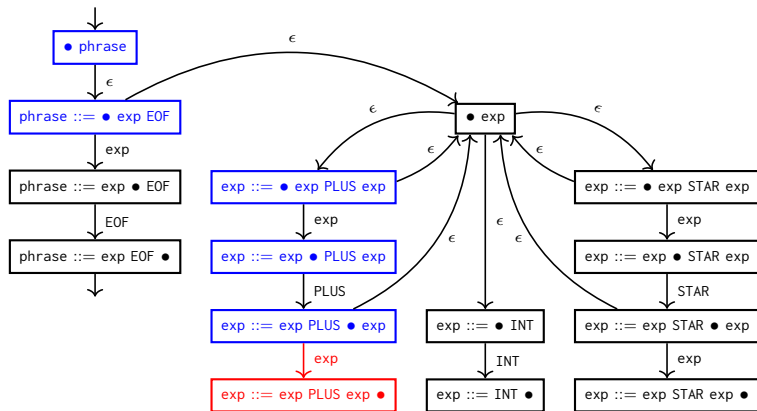 ● phrase
ϵ
ϵ
phrase ::= ● exp EOF
● exp
ϵ
ϵ
exp
ϵ
ϵ
phrase ::= exp ● EOF
exp ::= ● exp PLUS exp
exp ::= ● exp STAR exp
EOF
exp
ϵ
ϵ
ϵ
exp
phrase ::= exp EOF ●
exp ::= exp ● PLUS exp
exp ::= exp ● STAR exp
PLUS
STAR
exp ::= exp PLUS ● exp
exp ::= ● INT
exp ::= exp STAR ● exp
exp
INT
exp
exp ::= exp PLUS exp ●
exp ::= INT ●
exp ::= exp STAR exp ●